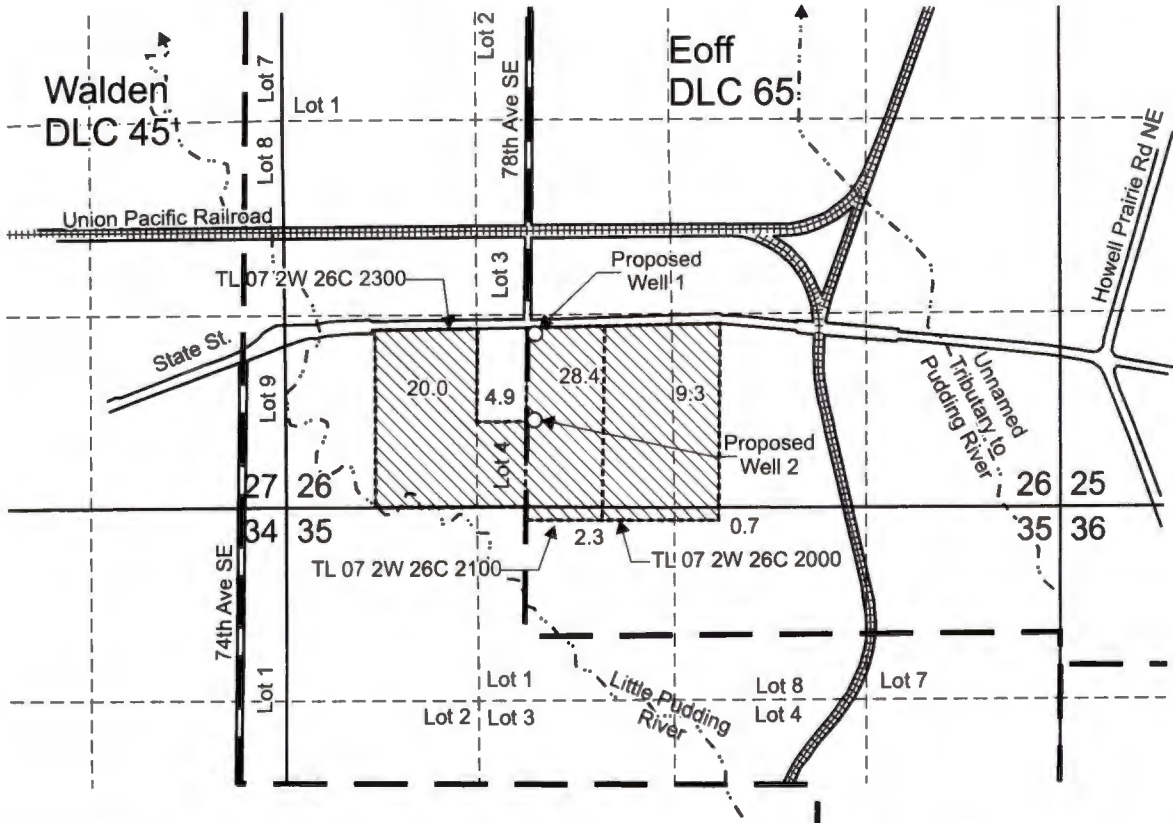 Lot 2
Eoff
DLC 65
Walden
DLC 45
Lot 7
Lot 1
78th Ave SE
Lot 8
Howell Prairie Rd NE
Union Pacific Railroad
TL 07 2W 26C 2300
Lot 3
Proposed
Well 1
State St.
Lot 9
20.0
4.9
28.4
9.3
Unnamed
Tributary to
Pudding River
Lot 4
Proposed
Well 2
27
26
26
25
34
35
35
36
2.3
0.7
TL 07 2W 26C 2100
TL 07 2W 26C 2000
74th Ave SE
Lot 1
Lot 1
Little Pudding
River
Lot 8
Lot 7
Lot 2
Lot 3
Lot 4